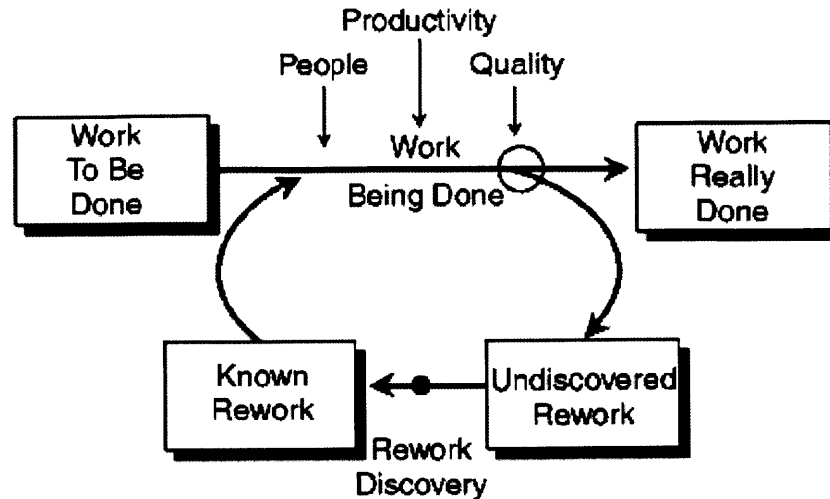 Productivity
People
Quality
Work
To Be
Done
Work
Being Done
Work
Really
Done
Known
Rework
Undiscovered
Rework
Rework
Discovery